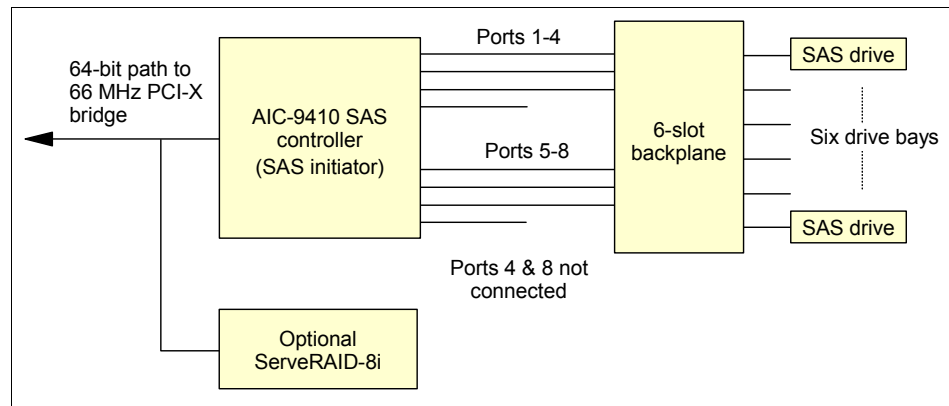 Ports 1-4
64-bit path to
66 MHz PCI-X
bridge
AIC-9410 SAS
controller
(SAS initiator)
Ports 5-8
6-slot
backplane
SAS drive
Six drive bays
SAS drive
Ports 4 & 8 not
connected
Optional
ServeRAID-8i